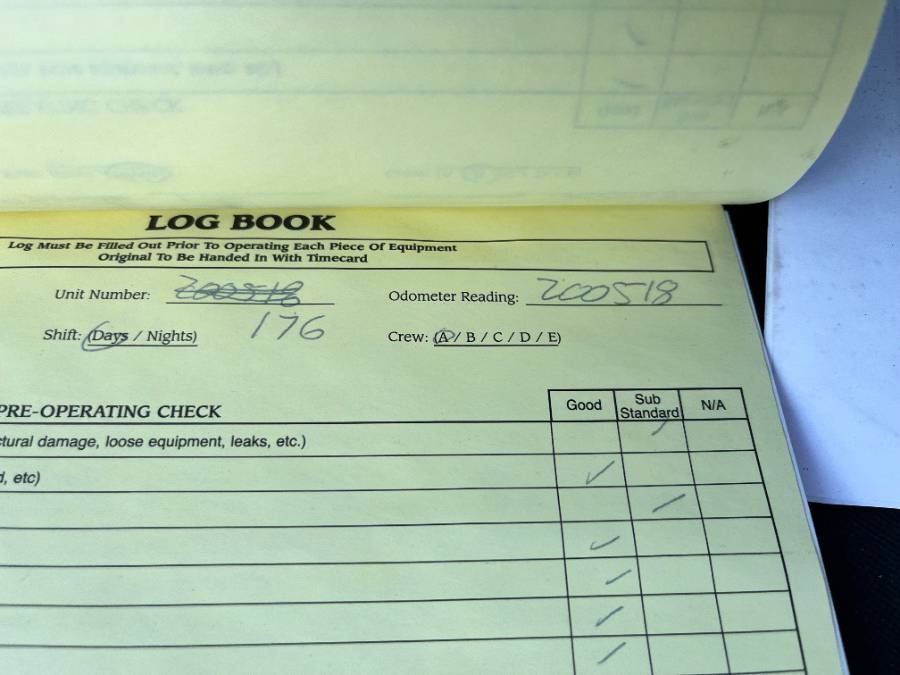 LOG BOOK
Log Must Be Filled Out Prior To Operating Each Piece Of Equipment
Original To Be Handed In With Timecard
Unit Number: 200518 Odometer Reading: 200518
Shift: (Days / Nights) 176 Crew: (A / B / C / D / E)
PRE-OPERATING CHECK Good Sub Standard N/A
ctural damage, loose equipment, leaks, etc.)
d, etc)